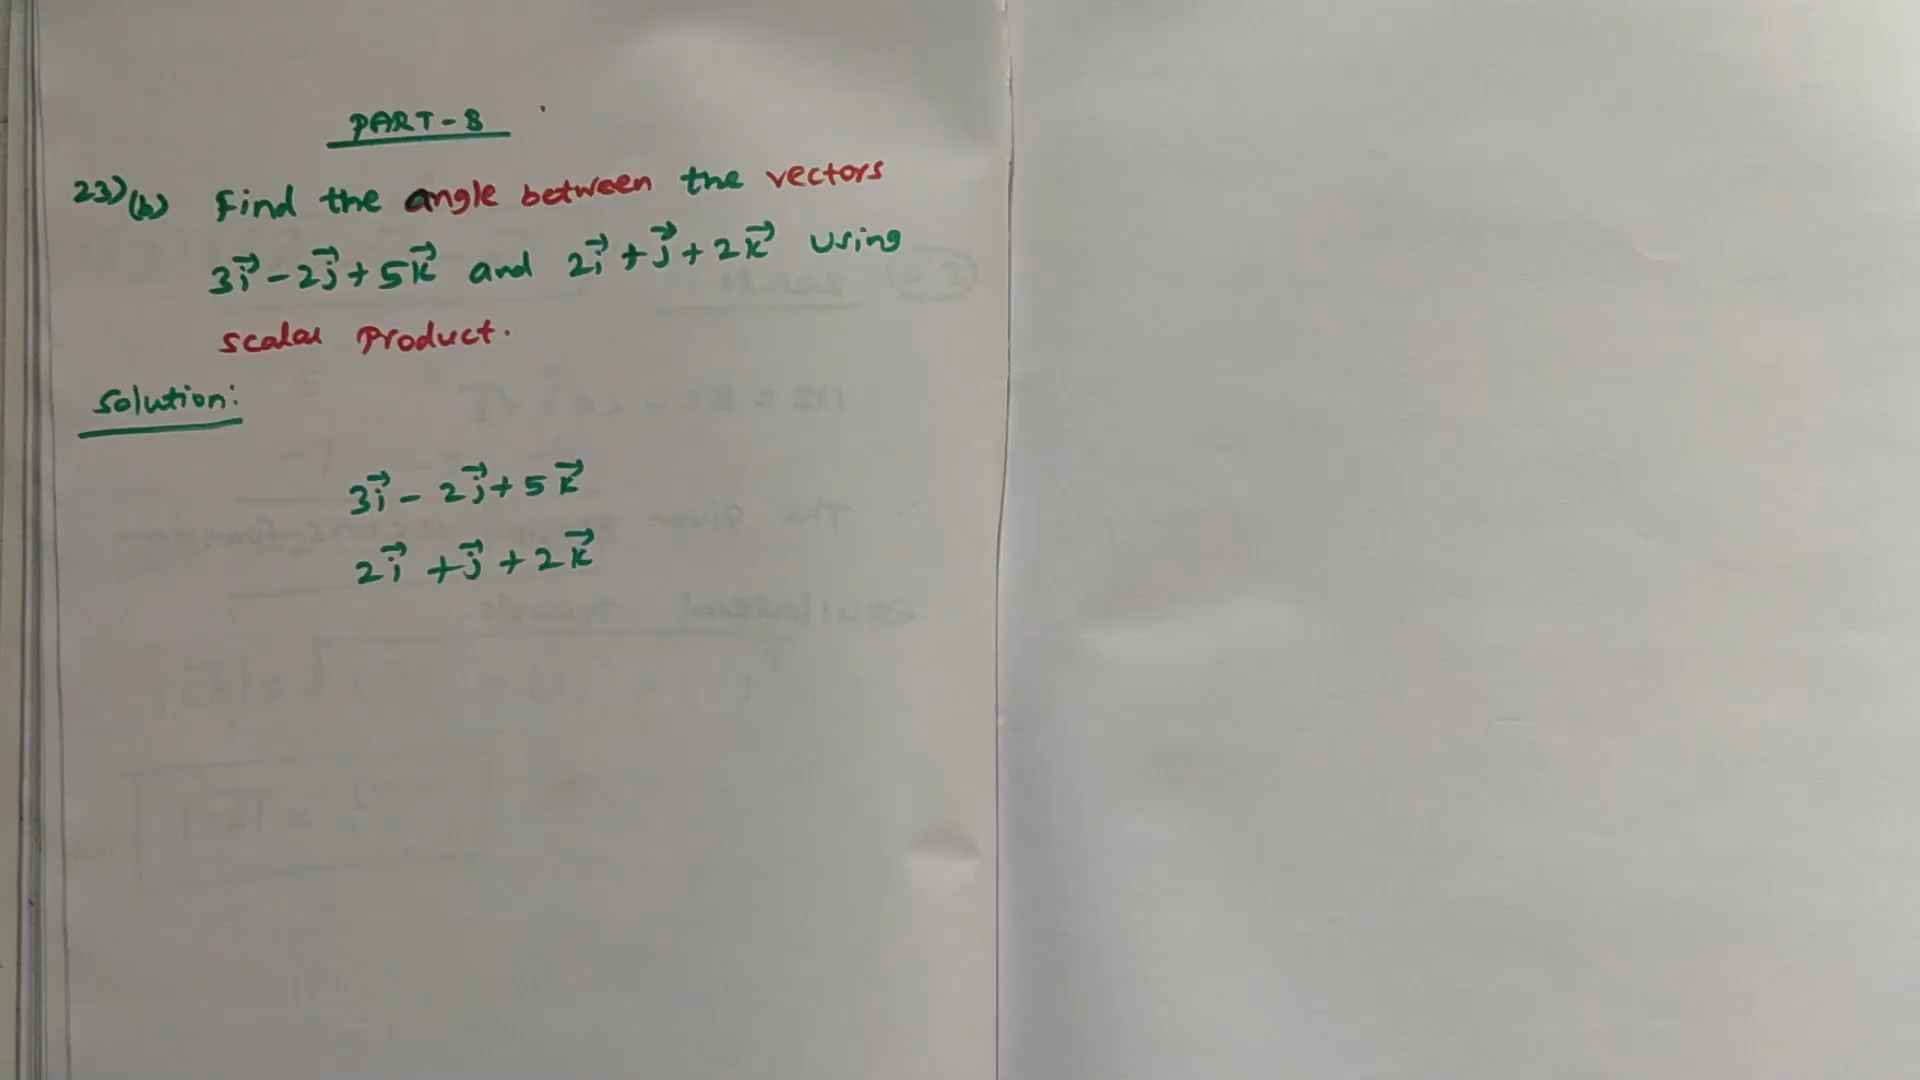 PART-B
23)(b) Find the angle between the vectors
3i⃗ - 2j⃗ + 5k⃗ and 2i⃗ + j⃗ + 2k⃗ using
scalar product.
Solution:
3i⃗ - 2j⃗ + 5k⃗
2i⃗ + j⃗ + 2k⃗